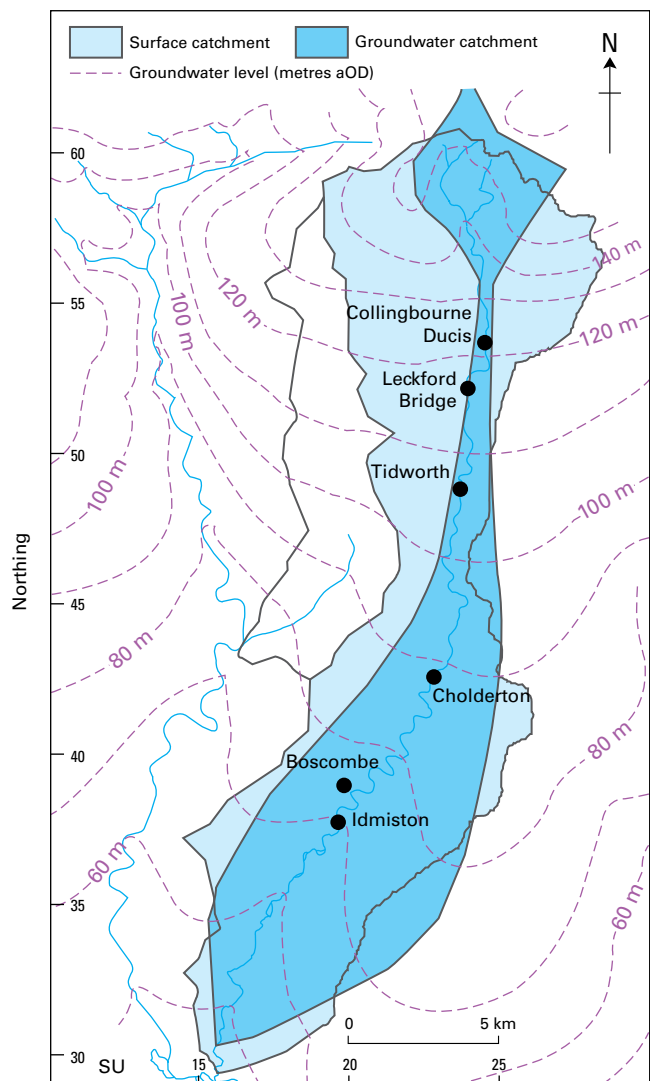 Surface catchment
Groundwater catchment
Groundwater level (metres aOD)
N
60
55
50
45
40
35
30
Northing
140 m
120 m
120 m
100 m
100 m
100 m
80 m
80 m
60 m
60 m
Collingbourne
Ducis
Leckford
Bridge
Tidworth
Cholderton
Boscombe
Idmiston
0
5 km
SU
15
20
25